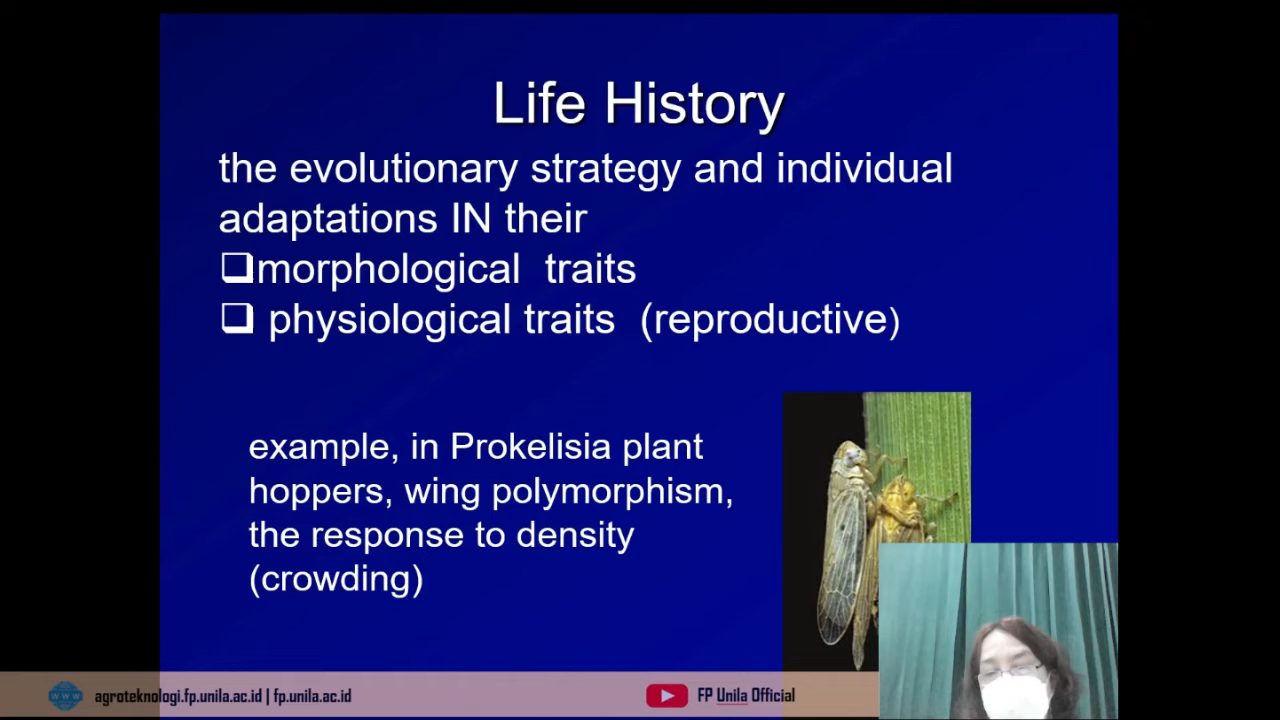 Life History
the evolutionary strategy and individual
adaptations IN their
❑morphological  traits
❑ physiological traits  (reproductive)
example, in Prokelisia plant
hoppers, wing polymorphism,
the response to density
(crowding)
WWW agroteknologi.fp.unila.ac.id | fp.unila.ac.id
FP Unila Official